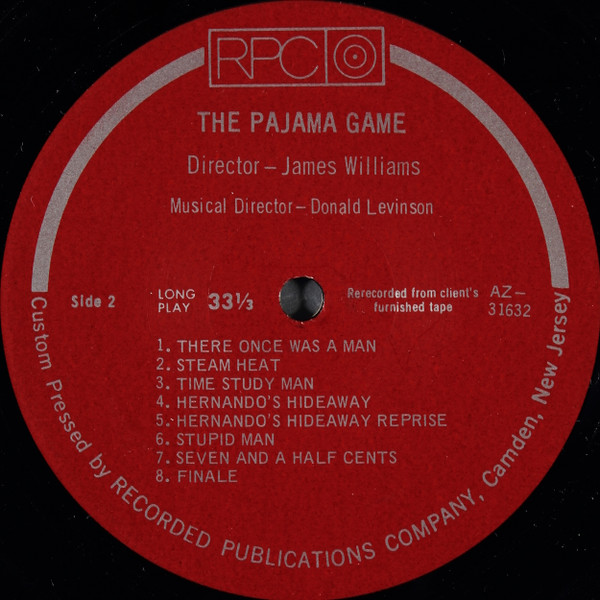 RPC
THE PAJAMA GAME
Director – James Williams
Musical Director – Donald Levinson
Side 2
LONG
PLAY
33⅓
Rerecorded from client's
furnished tape
AZ-
31632
1. THERE ONCE WAS A MAN
2. STEAM HEAT
3. TIME STUDY MAN
4. HERNANDO'S HIDEAWAY
5. HERNANDO'S HIDEAWAY REPRISE
6. STUPID MAN
7. SEVEN AND A HALF CENTS
8. FINALE
Custom Pressed by RECORDED PUBLICATIONS COMPANY, Camden, New Jersey